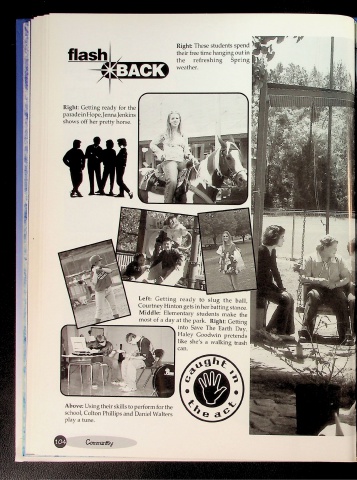 flash
BACK
Right: These students spend
their free time hanging out in
the refreshing Spring
weather.
Right: Getting ready for the
parade in Hope, Jenna Jenkins
shows off her pretty horse.
Left: Getting ready to slug the ball,
Courtney Hinton gets in her batting stance.
Middle: Elementary students make the
most of a day at the park. Right: Getting
into Save The Earth Day,
Haley Goodwin pretends
like she's a walking trash
can.
caught in
the act
Above: Using their skills to perform for the
school, Colton Phillips and Daniel Walters
play a tune.
104 Community